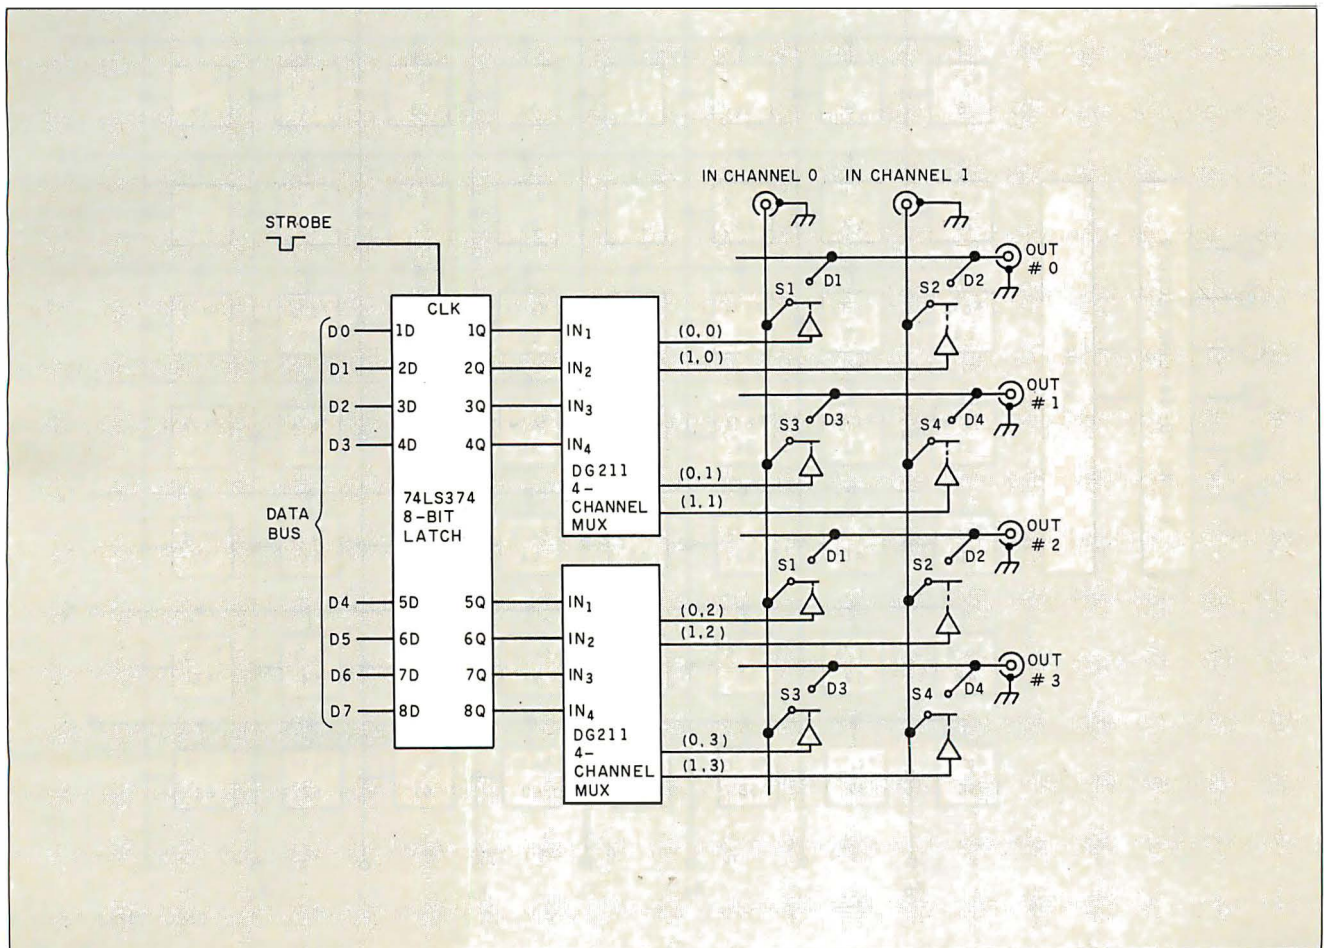 IN CHANNEL 0 IN CHANNEL 1
STROBE
OUT
# 0
D1
D2
S1
S2
CLK
D0
1D
1Q
IN1
(0,0)
D1
2D
2Q
IN2
(1,0)
D2
3D
3Q
IN3
D3
4D
4Q
IN4
OUT
# 1
D3
D4
S3
S4
DG211
4-
CHANNEL
MUX
(0,1)
(1,1)
74LS374
8-BIT
LATCH
DATA
BUS
OUT
# 2
D1
D2
S1
S2
D4
5D
5Q
IN1
(0,2)
D5
6D
6Q
IN2
(1,2)
D6
7D
7Q
IN3
D7
8D
8Q
IN4
OUT
# 3
D3
D4
S3
S4
DG211
4-
CHANNEL
MUX
(0,3)
(1,3)